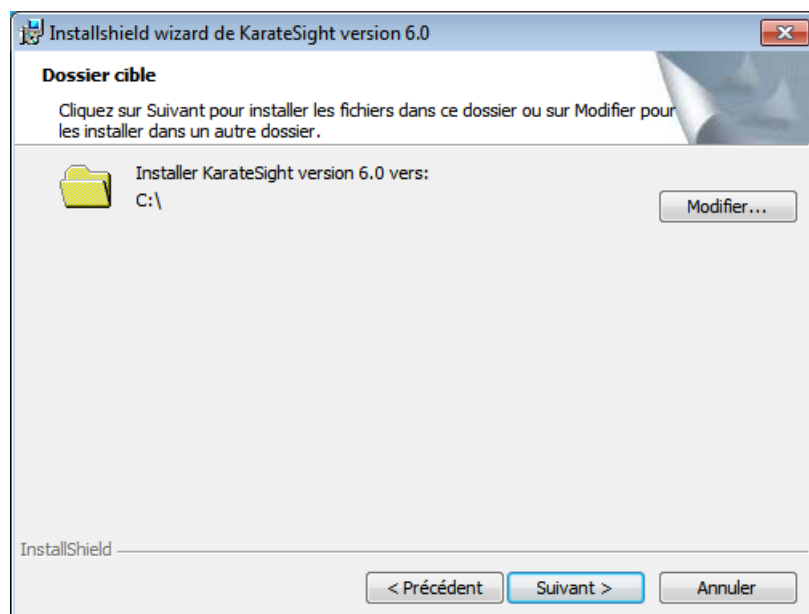 Installshield wizard de KarateSight version 6.0
Dossier cible
Cliquez sur Suivant pour installer les fichiers dans ce dossier ou sur Modifier pour
les installer dans un autre dossier.
Installer KarateSight version 6.0 vers:
C:\
Modifier...
InstallShield
< Précédent
Suivant >
Annuler